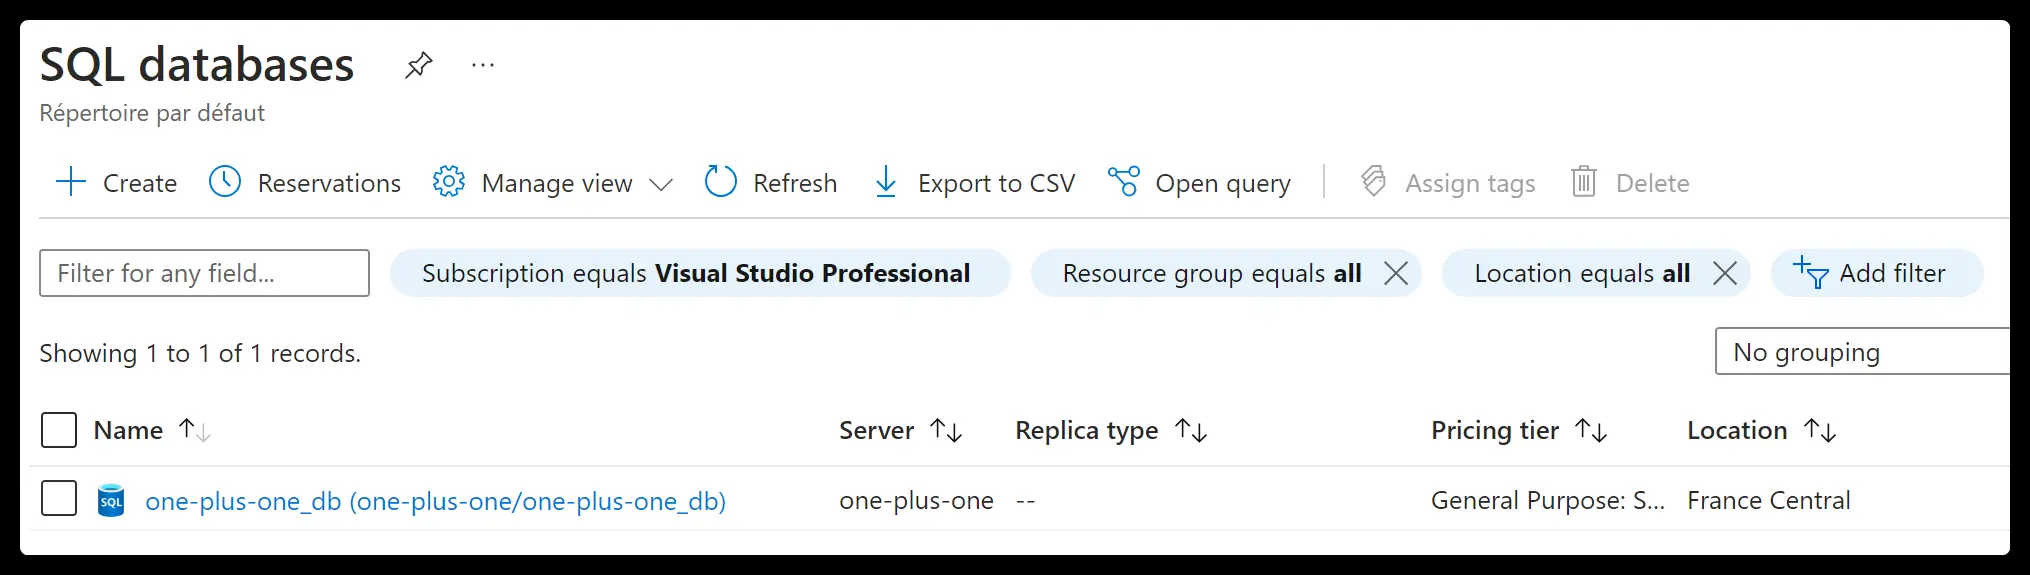 SQL databases ...
Répertoire par défaut
Create Reservations Manage view Refresh Export to CSV Open query Assign tags Delete
Filter for any field... Subscription equals Visual Studio Professional Resource group equals all Location equals all Add filter
Showing 1 to 1 of 1 records. No grouping
Name Server Replica type Pricing tier Location
SQL one-plus-one_db (one-plus-one/one-plus-one_db) one-plus-one -- General Purpose: S... France Central